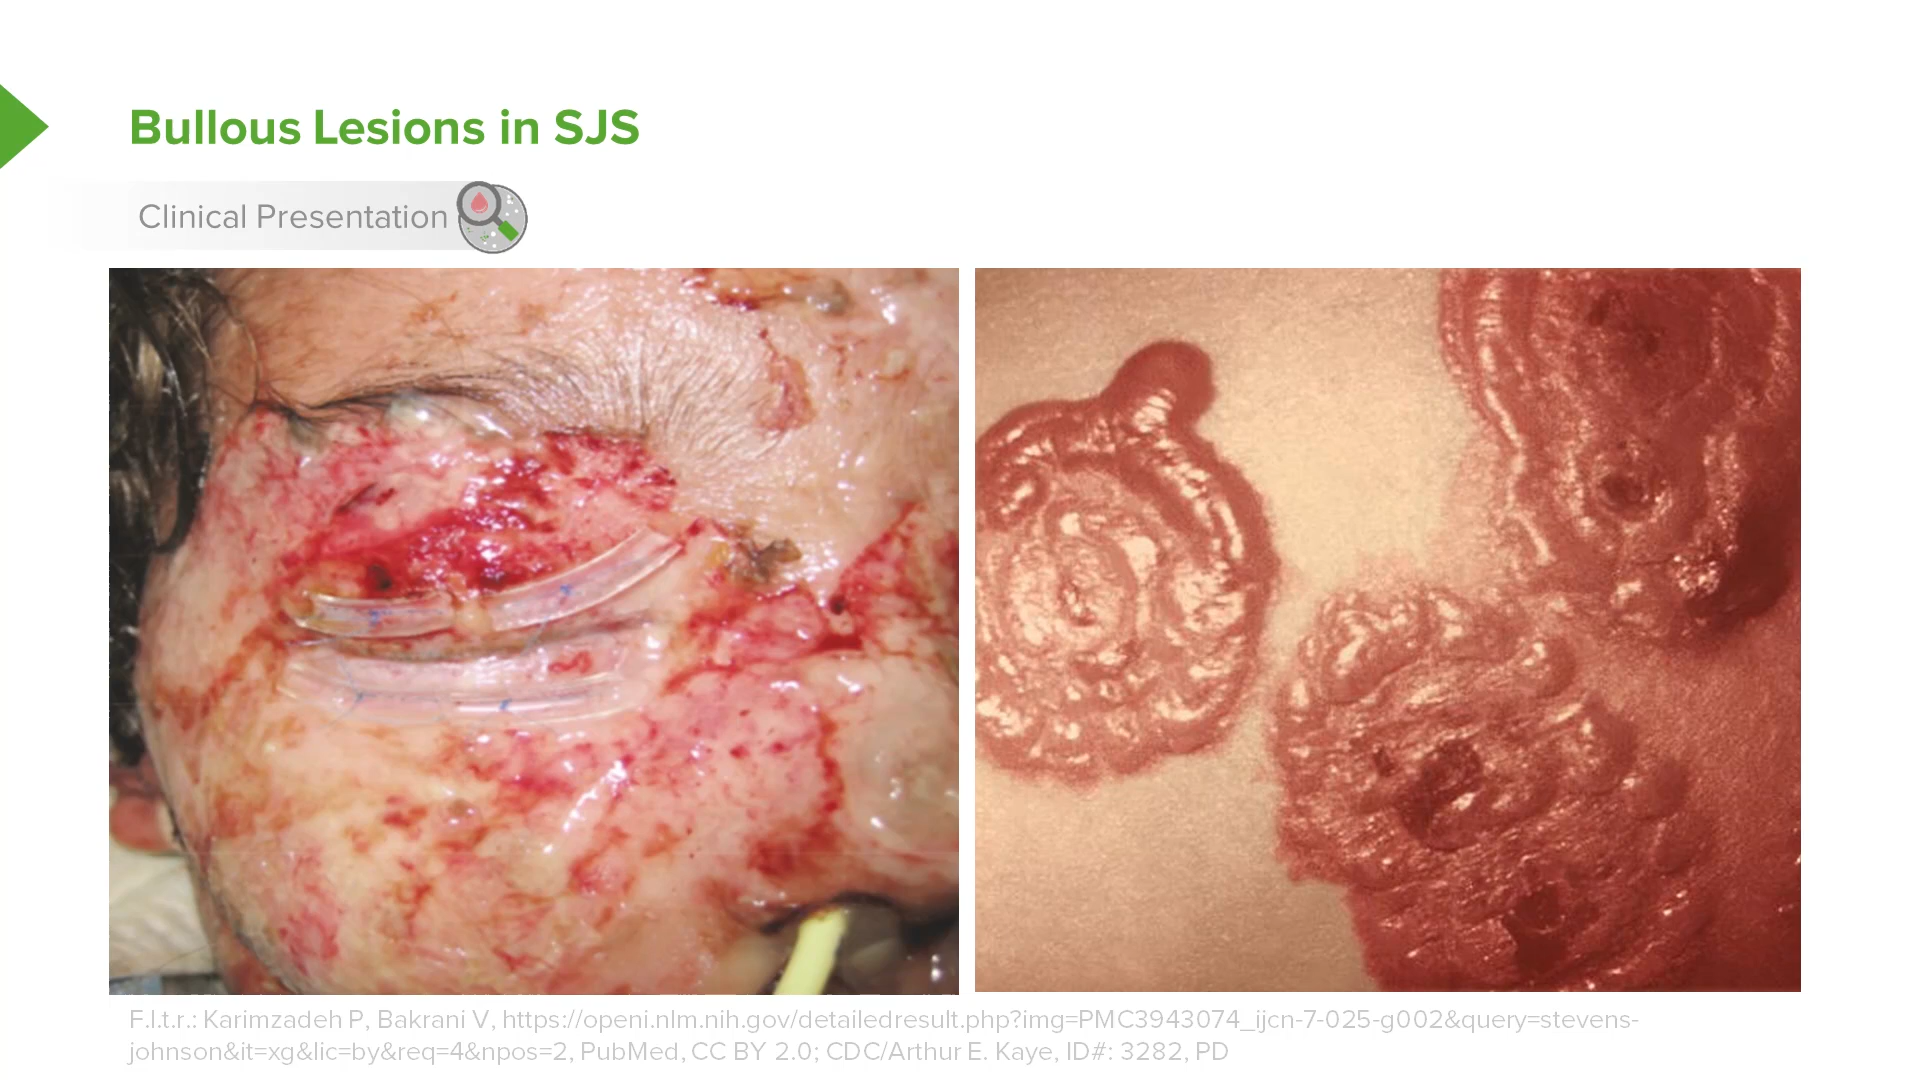 Bullous Lesions in SJS
Clinical Presentation
F.l.t.r.: Karimzadeh P, Bakrani V, https://openi.nlm.nih.gov/detailedresult.php?img=PMC3943074_ijcn-7-025-g002&query=stevens-
johnson&it=xg&lic=by&req=4&npos=2, PubMed, CC BY 2.0; CDC/Arthur E. Kaye, ID#: 3282, PD